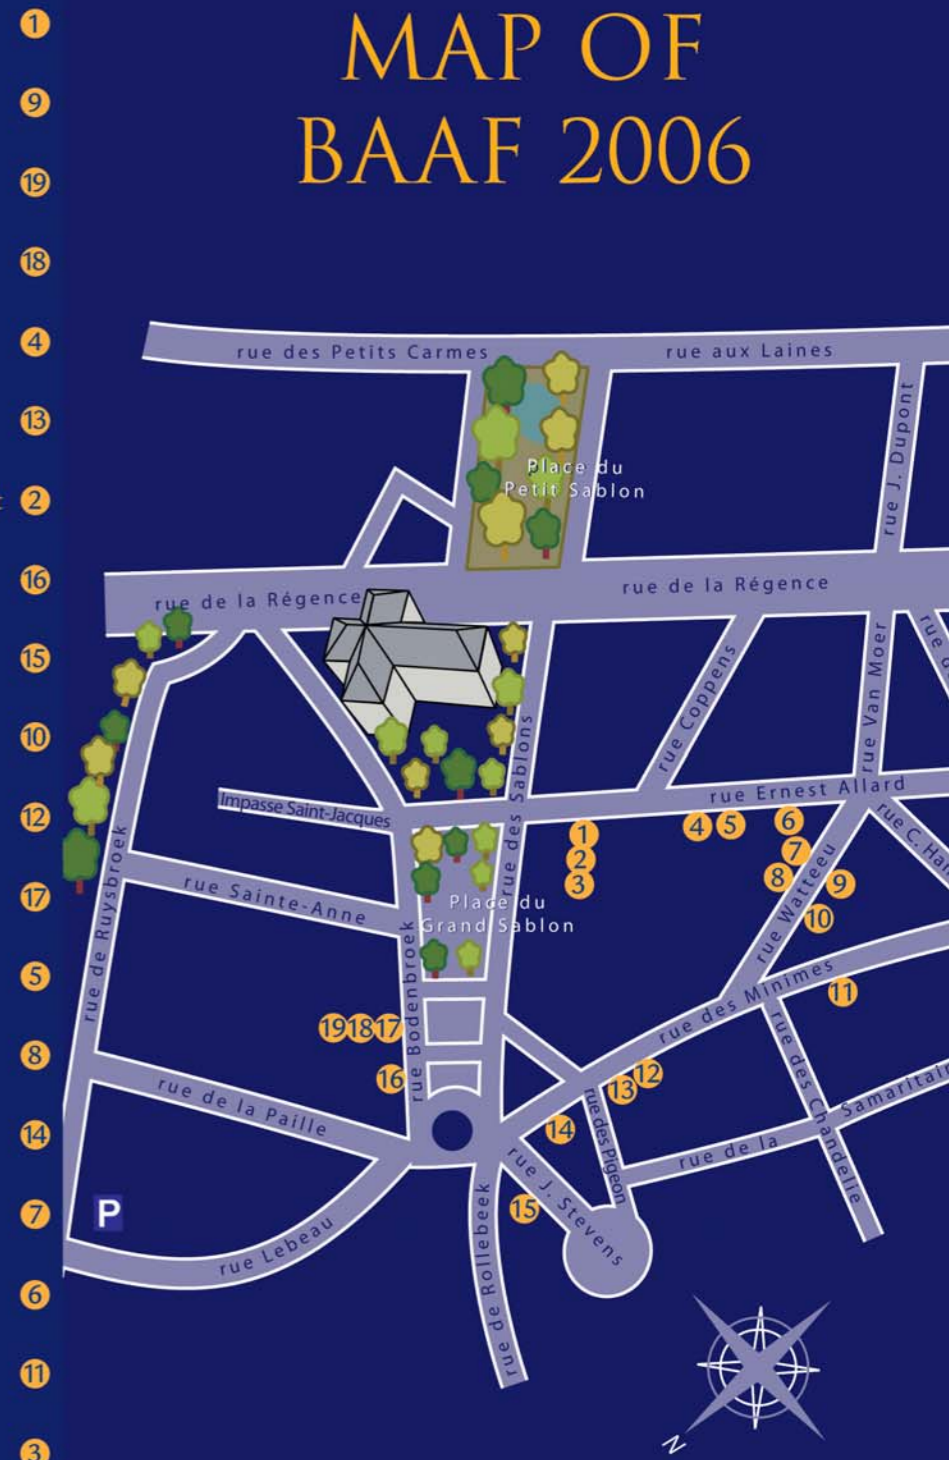 MAP OF
BAAF 2006
1
9
19
18
4
13
2
16
15
10
12
17
5
8
14
7
6
11
3
rue des Petits Carmes
rue aux Laines
rue J. Dupont
Place du
Petit Sablon
rue de la Régence
rue de la Régence
rue Coppens
rue Van Moer
rue des Sablons
Impasse Saint-Jacques
rue Ernest Allard
rue C. Han
1
2
3
4 5
6
7
8
9
10
11
rue Watteeu
rue de Ruysbroek
rue Sainte-Anne
Place du
Grand Sablon
rue Bodenbroek
19 18 17
16
rue des Minimes
12
13
14
15
rue de la Paille
rue des Pigeon
rue des Chandelle
rue de la
Samaritain
rue J. Stevens
P
rue Lebeau
rue de Rollebeek
N